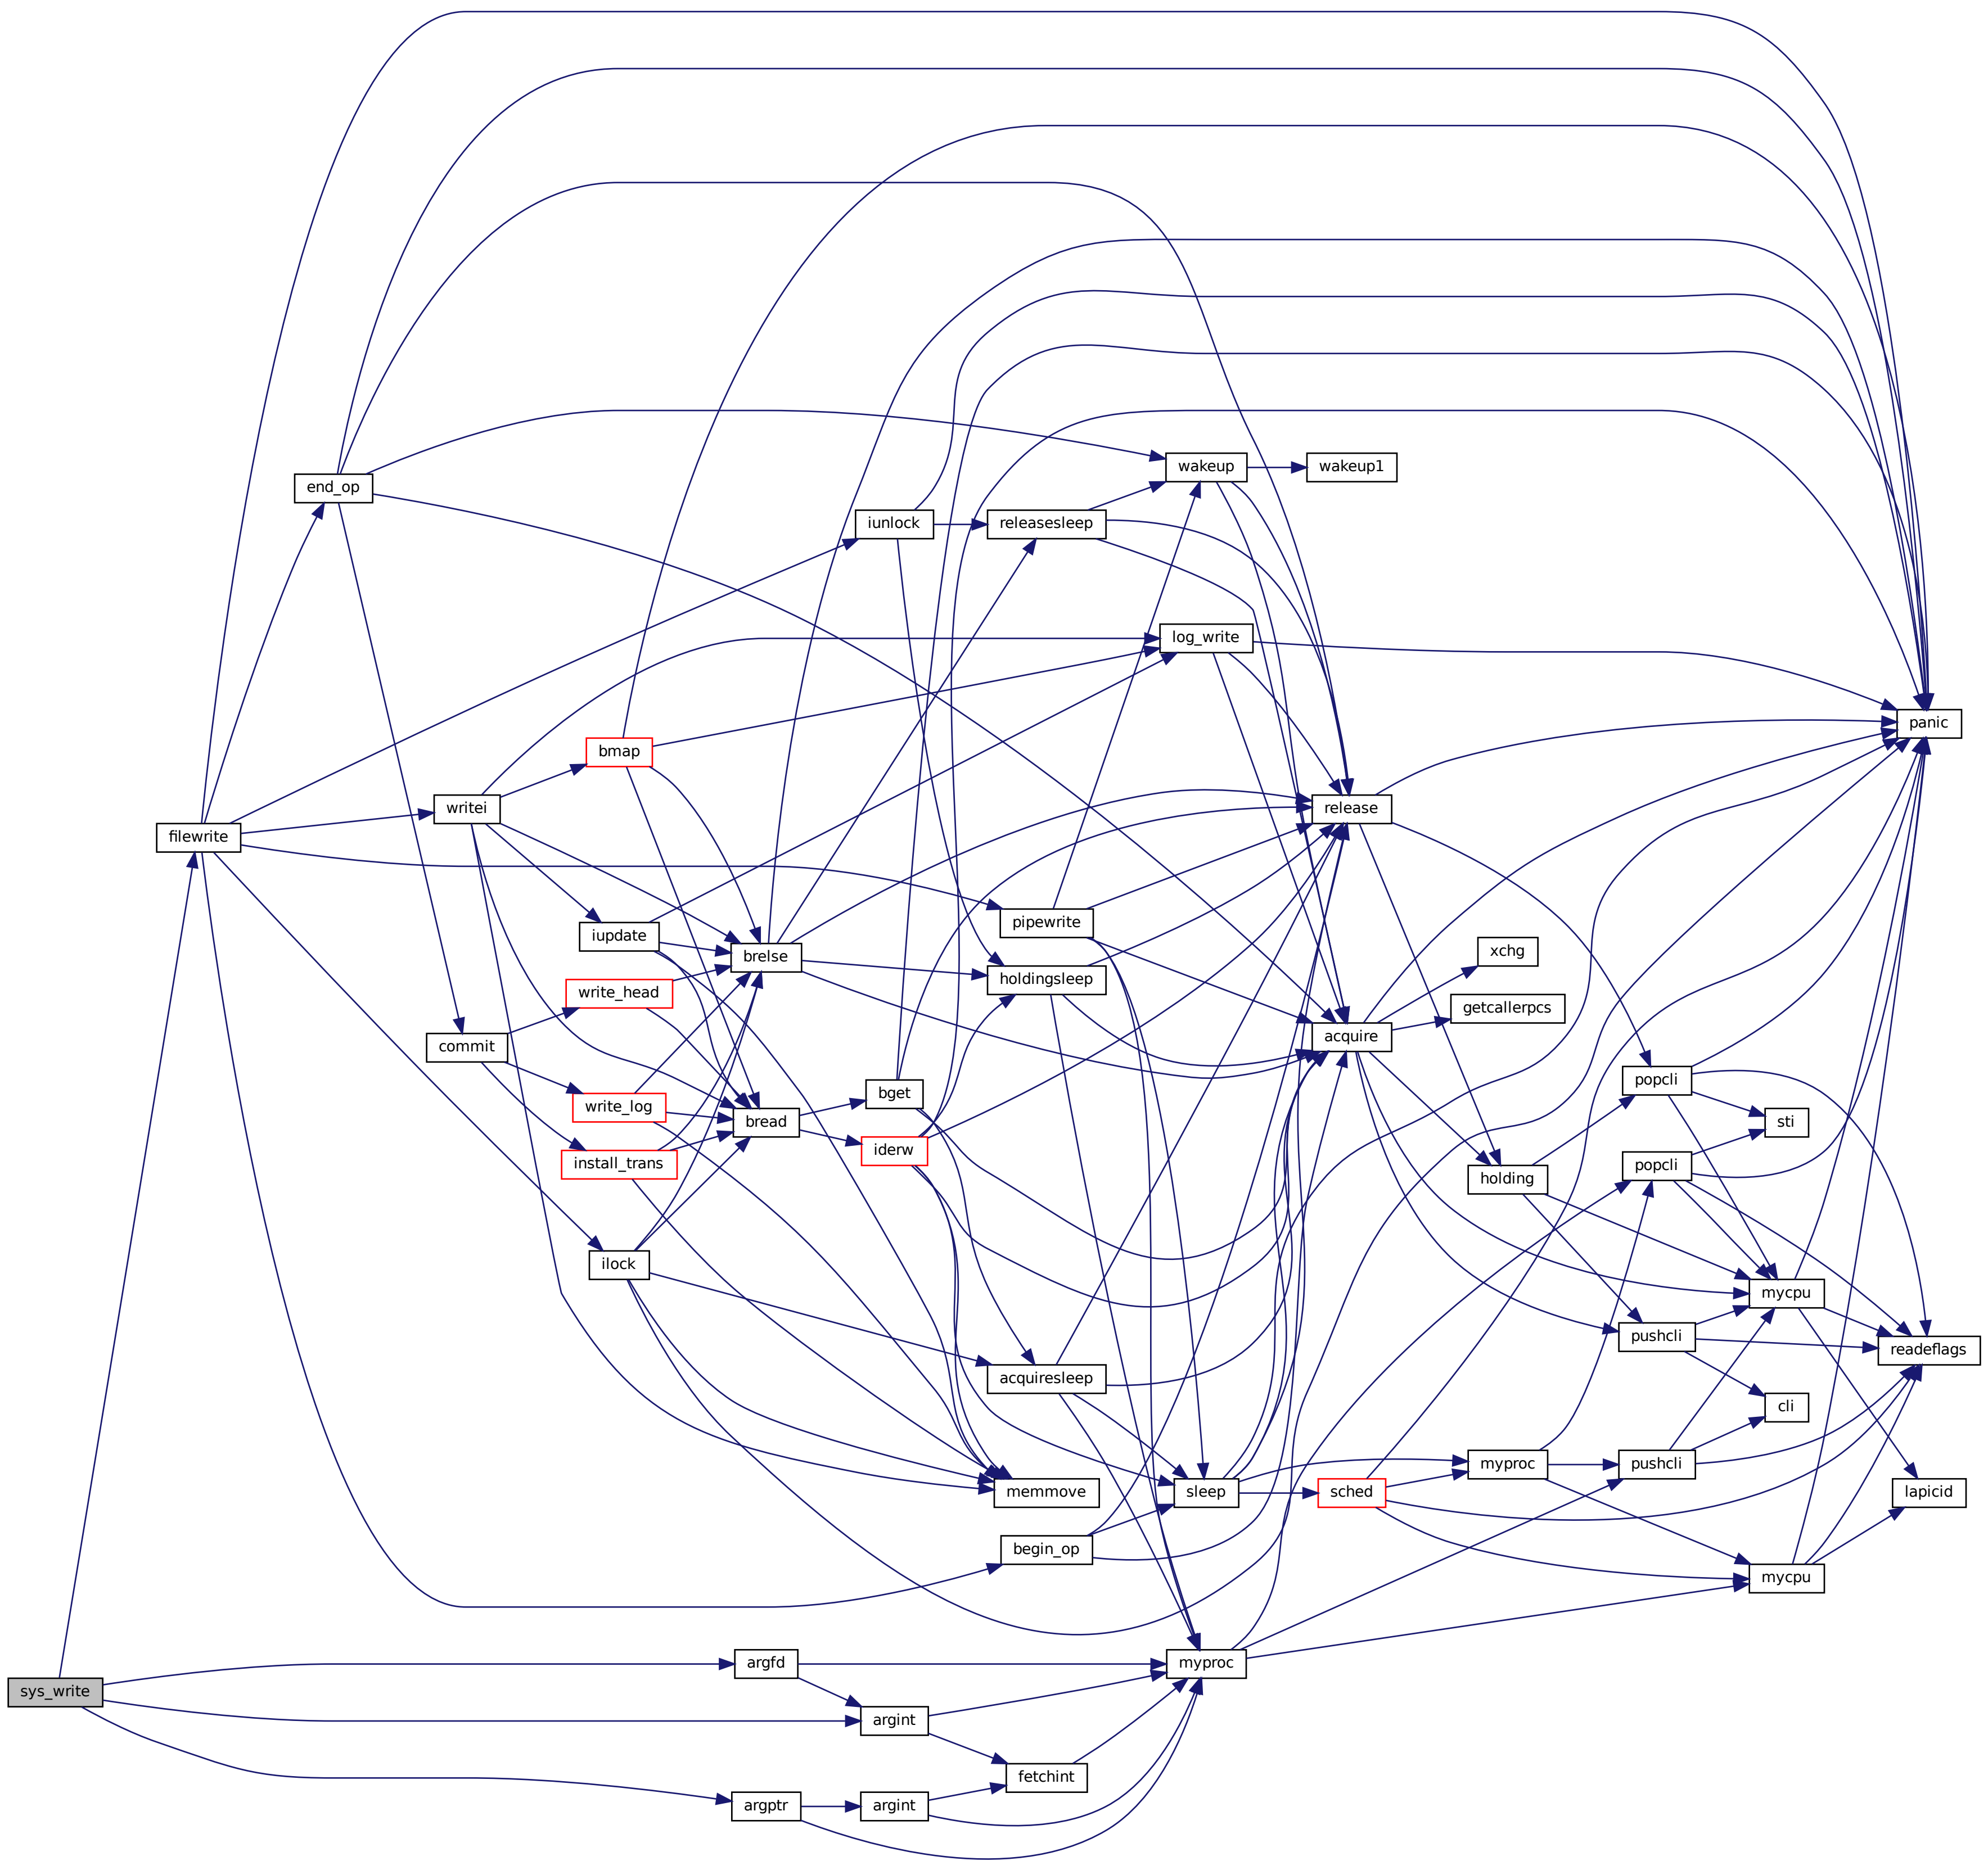 wakeup
wakeup1
end_op
iunlock
releasesleep
log_write
panic
bmap
writei
release
filewrite
pipewrite
iupdate
brelse
xchg
holdingsleep
write_head
getcallerpcs
acquire
commit
popcli
bget
write_log
bread
sti
iderw
install_trans
popcli
holding
ilock
mycpu
pushcli
readeflags
acquiresleep
cli
myproc
pushcli
memmove
sleep
sched
lapicid
begin_op
mycpu
argfd
myproc
sys_write
argint
fetchint
argptr
argint